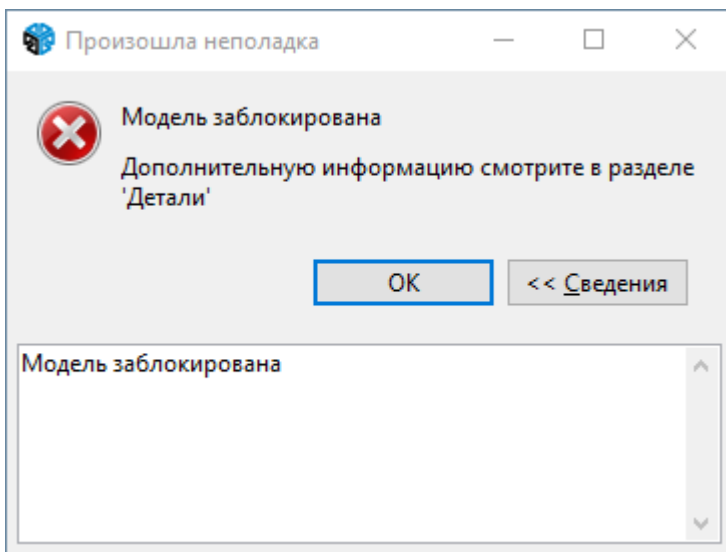 Произошла неполадка
Модель заблокирована
Дополнительную информацию смотрите в разделе
'Детали'
OK
<< Сведения
Модель заблокирована